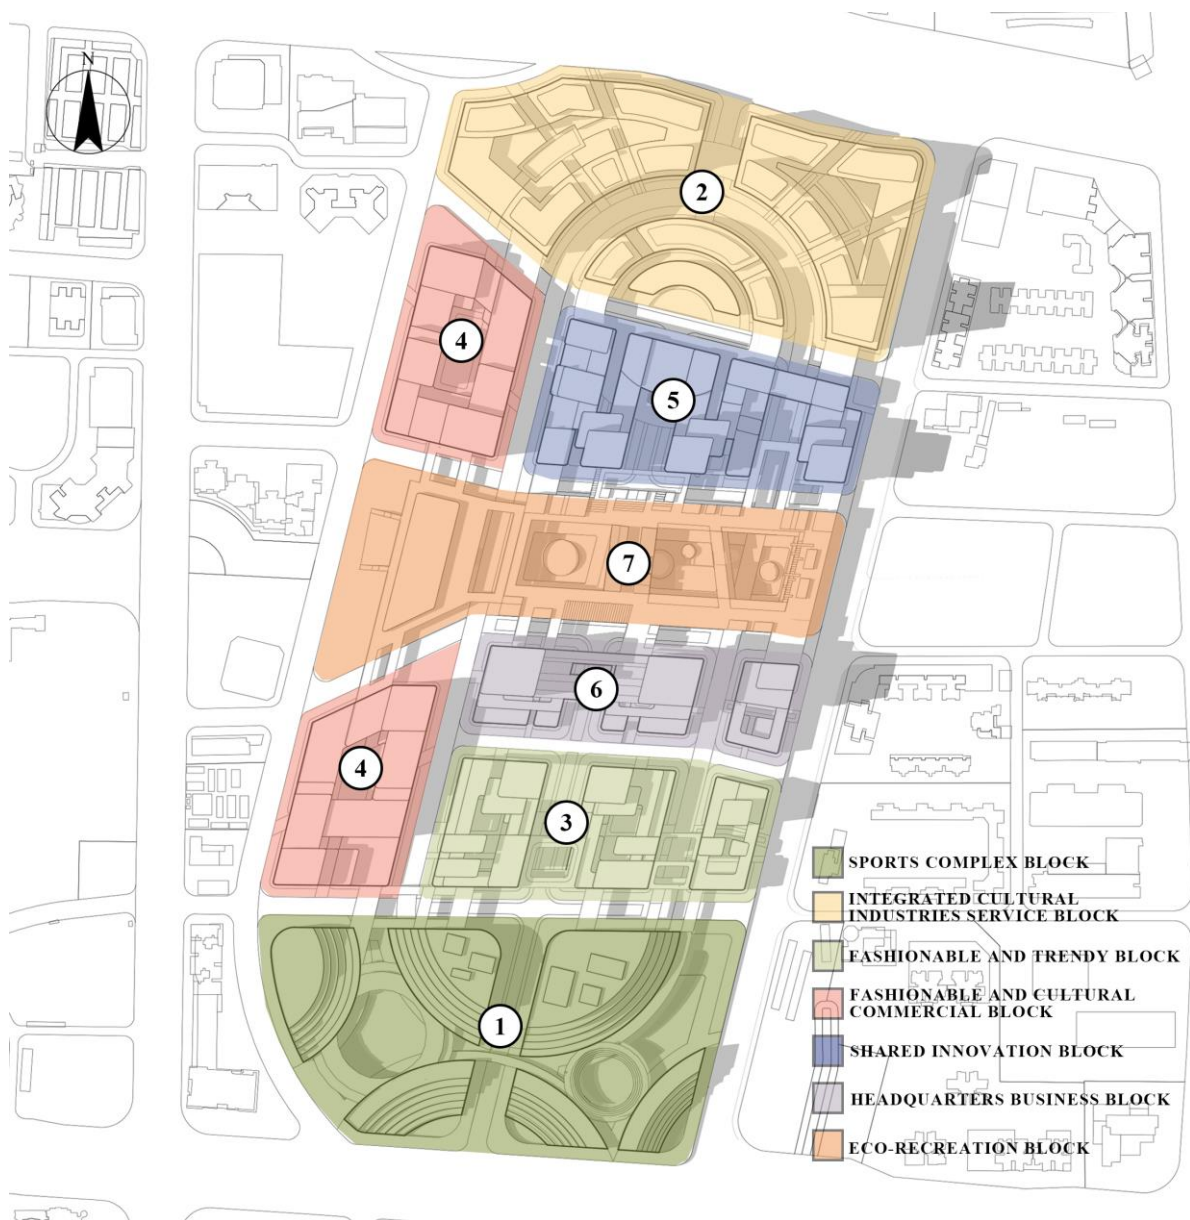 N
2
4
5
7
6
4
3
1
SPORTS COMPLEX BLOCK
INTEGRATED CULTURAL
INDUSTRIES SERVICE BLOCK
FASHIONABLE AND TRENDY BLOCK
FASHIONABLE AND CULTURAL
COMMERCIAL BLOCK
SHARED INNOVATION BLOCK
HEADQUARTERS BUSINESS BLOCK
ECO-RECREATION BLOCK